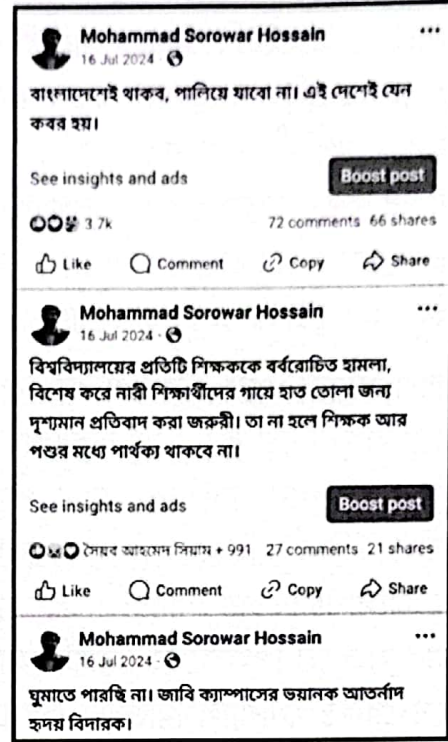 Mohammad Sorowar Hossain
16 Jul 2024 ·
বাংলাদেশেই থাকব, পালিয়ে যাবো না। এই দেশেই যেন
কবর হয়।
See insights and ads
Boost post
3.7k 72 comments 66 shares
Like Comment Copy Share
Mohammad Sorowar Hossain
16 Jul 2024 ·
বিশ্ববিদ্যালয়ের প্রতিটি শিক্ষককে বর্বরোচিত হামলা,
বিশেষ করে নারী শিক্ষার্থীদের গায়ে হাত তোলা জন্য
দৃশ্যমান প্রতিবাদ করা জরুরী। তা না হলে শিক্ষক আর
পশুর মধ্যে পার্থক্য থাকবে না।
See insights and ads
Boost post
সৈয়দ আহমেদ সিয়াম + 991 27 comments 21 shares
Like Comment Copy Share
Mohammad Sorowar Hossain
16 Jul 2024 ·
ঘুমাতে পারছি না। জাবি ক্যাম্পাসের ভয়ানক আতর্নাদ
হৃদয় বিদারক।